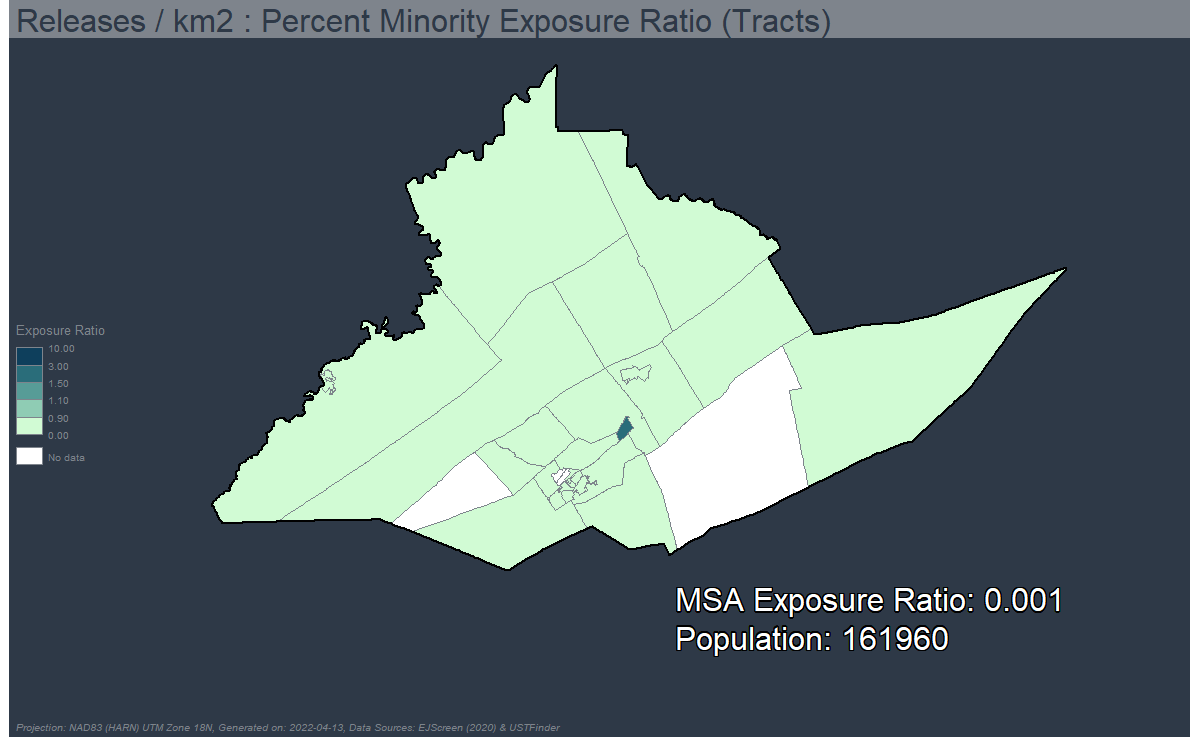 Releases / km2 : Percent Minority Exposure Ratio (Tracts)
Exposure Ratio
10.00
3.00
1.50
1.10
0.90
0.00
No data
MSA Exposure Ratio: 0.001
Population: 161960
Projection: NAD83 (HARN) UTM Zone 18N, Generated on: 2022-04-13, Data Sources: EJScreen (2020) & USTFinder